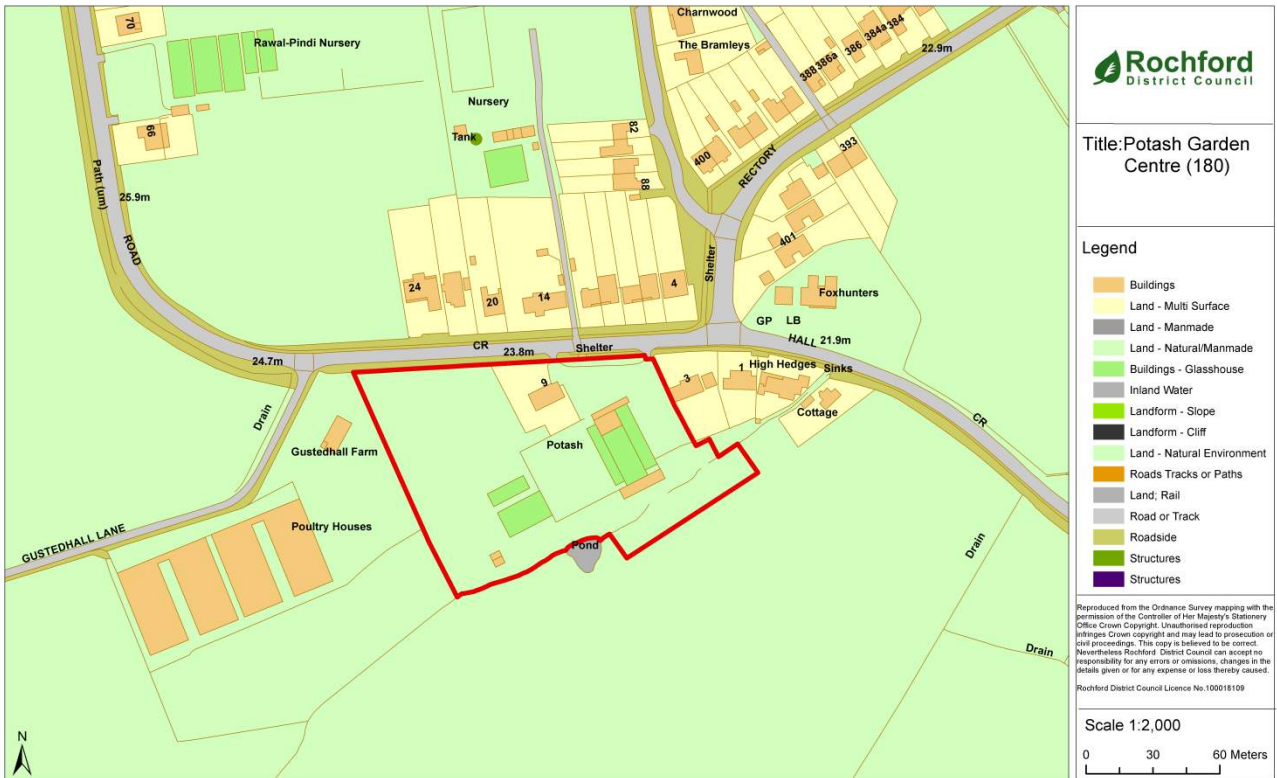 70
Rawal-Pindi Nursery
Charnwood
The Bramleys
388
386a
386
384a
384
22.9m
Nursery
66
Tank
82
88
400
RECTORY
393
Path (um)
25.9m
ROAD
401
Shelter
24
20
14
4
Foxhunters
GP LB
HALL
21.9m
CR
23.8m
Shelter
24.7m
High Hedges
Sinks
9
3
1
Cottage
CR
Drain
Gustedhall Farm
Potash
Poultry Houses
GUSTEDHALL LANE
Pond
Drain
Drain
N
Rochford
District Council
Title:Potash Garden
Centre (180)
Legend
Buildings
Land - Multi Surface
Land - Manmade
Land - Natural/Manmade
Buildings - Glasshouse
Inland Water
Landform - Slope
Landform - Cliff
Land - Natural Environment
Roads Tracks or Paths
Land; Rail
Road or Track
Roadside
Structures
Structures
Reproduced from the Ordnance Survey mapping with the
permission of the Controller of Her Majesty's Stationery
Office Crown Copyright. Unauthorised reproduction
infringes Crown copyright and may lead to prosecution or
civil proceedings. This copy is believed to be correct.
Nevertheless Rochford District Council can accept no
responsibility for any errors or omissions, changes in the
details given or for any expense or loss thereby caused.
Rochford District Council Licence No.100018109
Scale 1:2,000
0 30 60 Meters